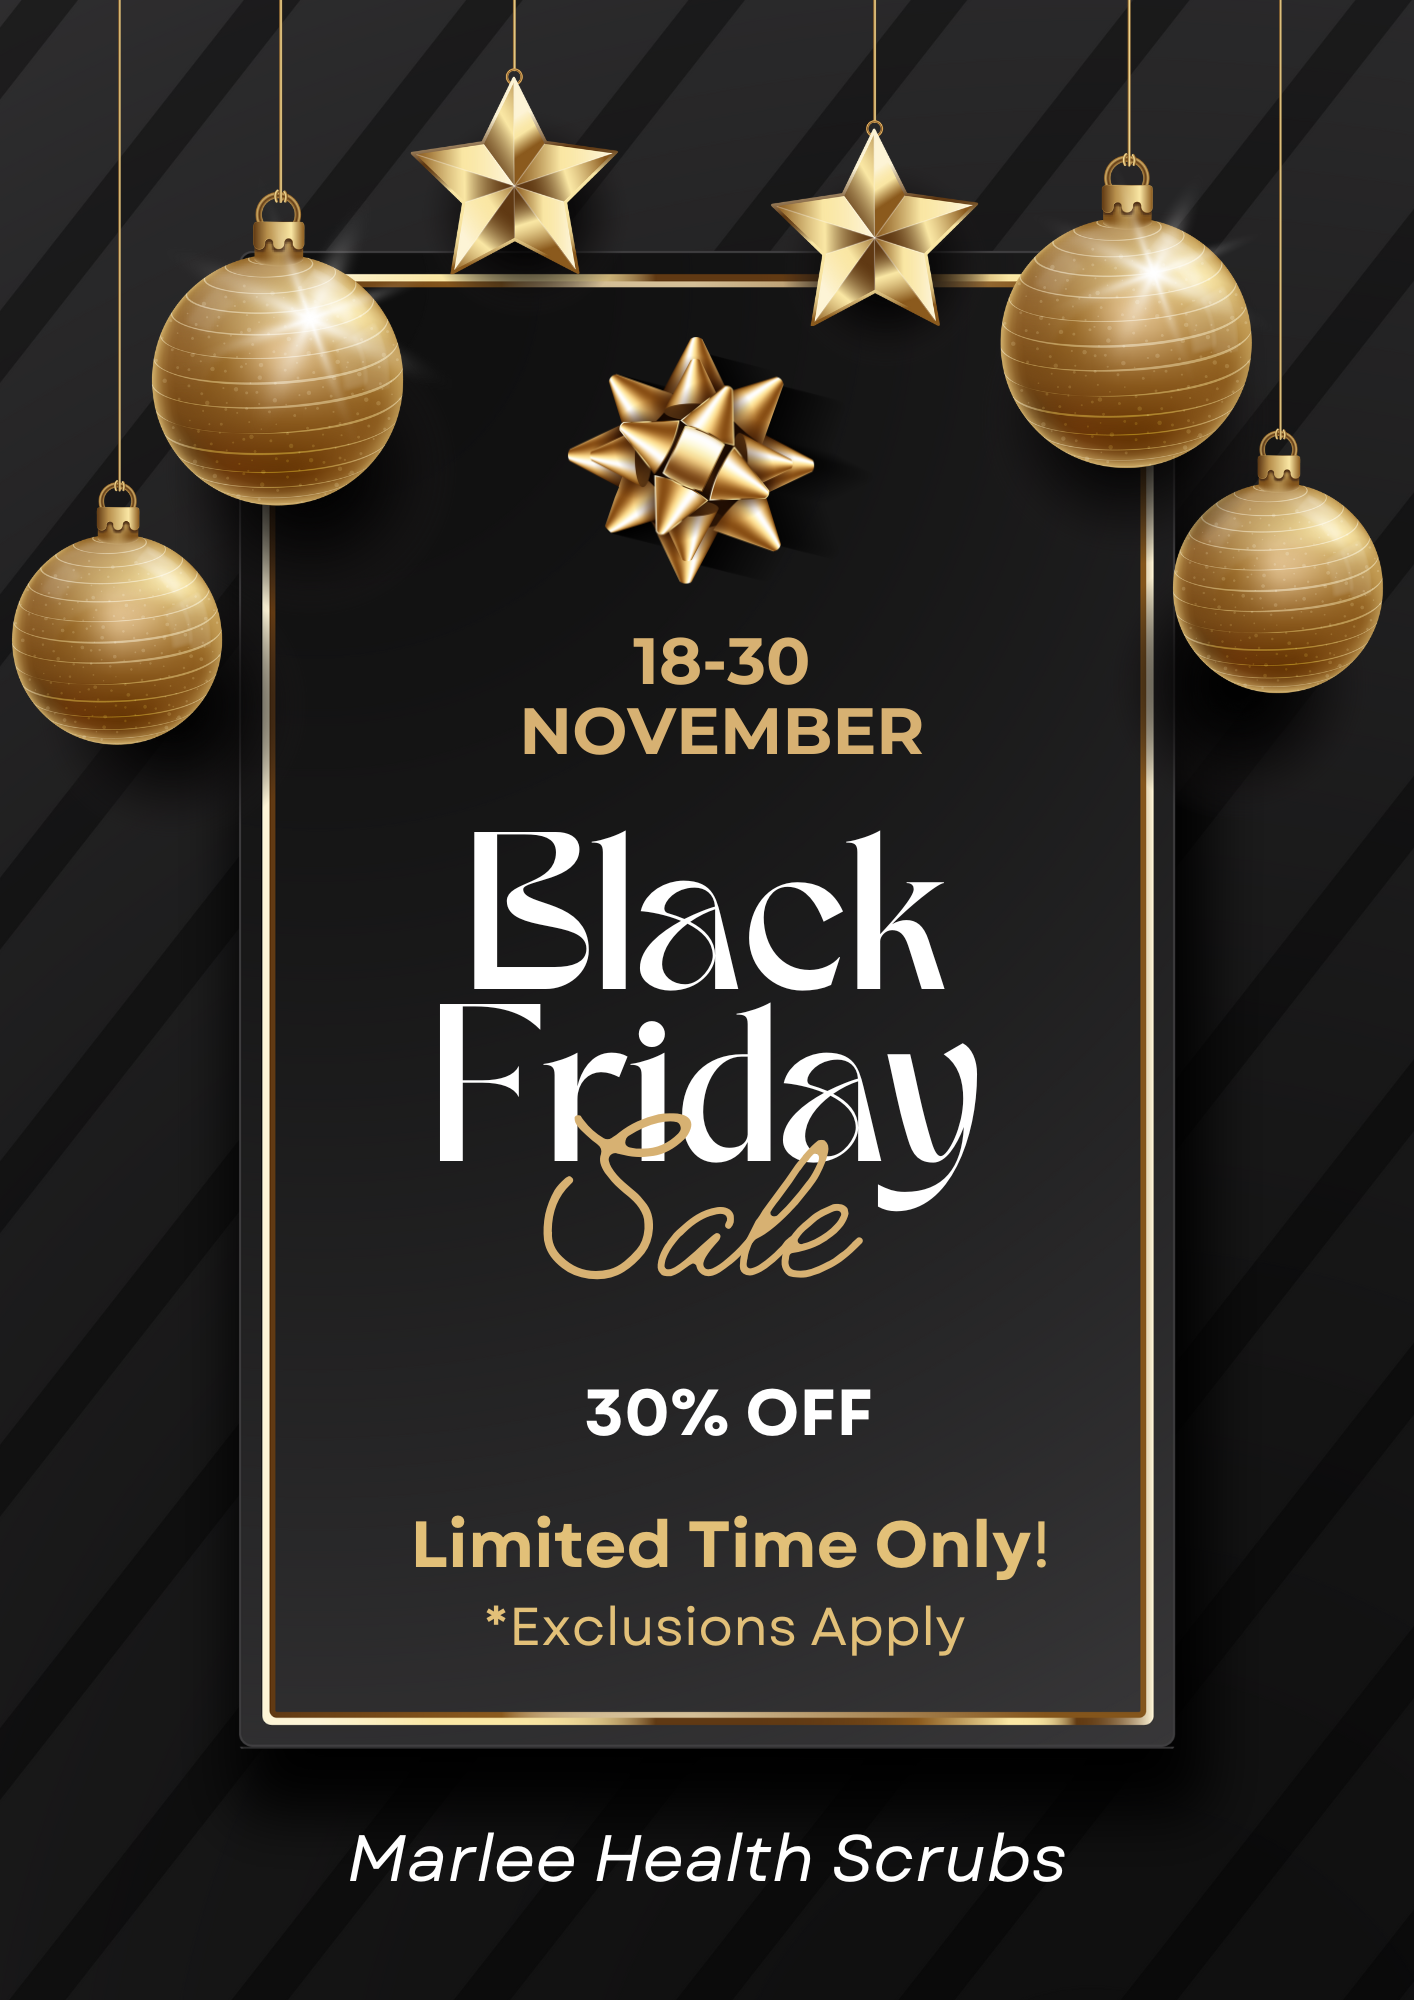 18-30
NOVEMBER
Black
Friday
Sale
30% OFF
Limited Time Only!
*Exclusions Apply
Marlee Health Scrubs